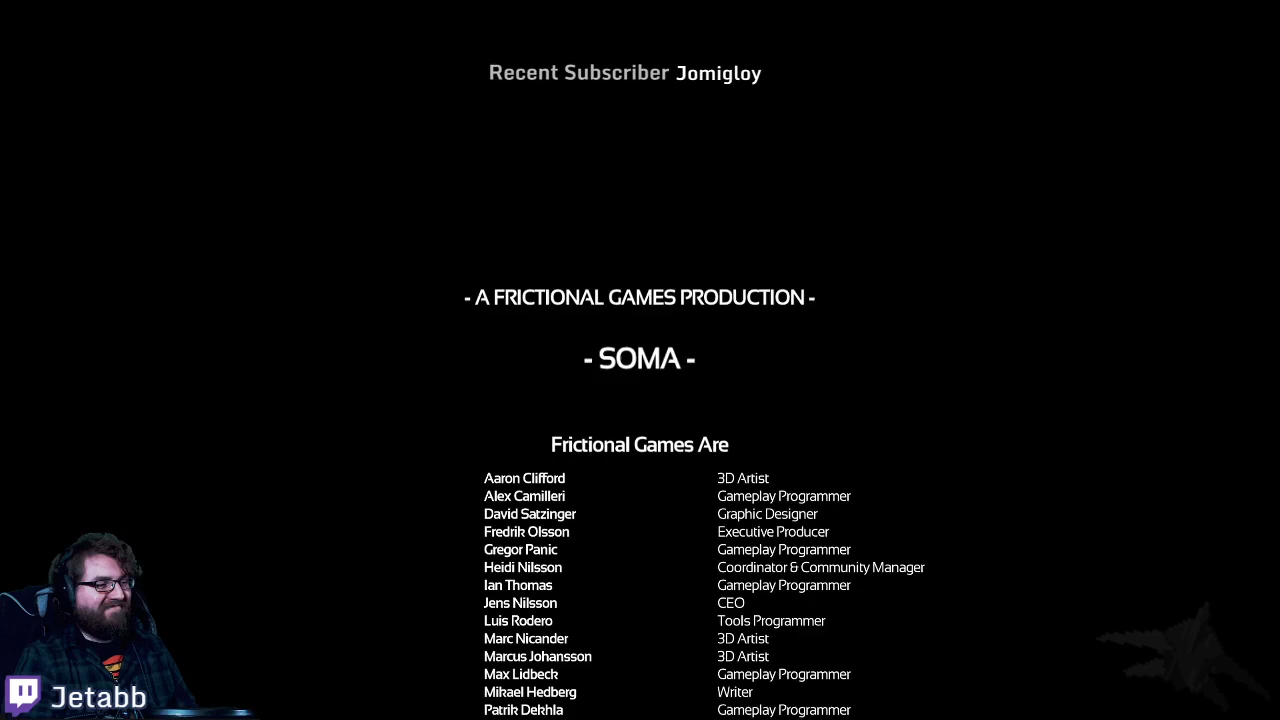 Recent Subscriber Jomigloy
- A FRICTIONAL GAMES PRODUCTION -
- SOMA -
Frictional Games Are
Aaron Clifford 3D Artist
Alex Camilleri Gameplay Programmer
David Satzinger Graphic Designer
Fredrik Olsson Executive Producer
Gregor Panic Gameplay Programmer
Heidi Nilsson Coordinator & Community Manager
Ian Thomas Gameplay Programmer
Jens Nilsson CEO
Luis Rodero Tools Programmer
Marc Nicander 3D Artist
Marcus Johansson 3D Artist
Max Lidbeck Gameplay Programmer
Mikael Hedberg Writer
Patrik Dekhla Gameplay Programmer
Jetabb